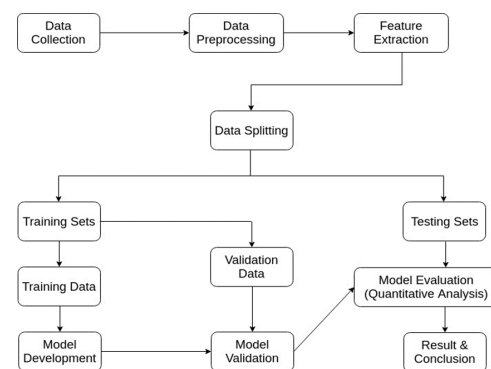 Data
Collection
Data
Preprocessing
Feature
Extraction
Data Splitting
Training Sets
Testing Sets
Validation
Data
Training Data
Model Evaluation
(Quantitative Analysis)
Model
Development
Model
Validation
Result &
Conclusion